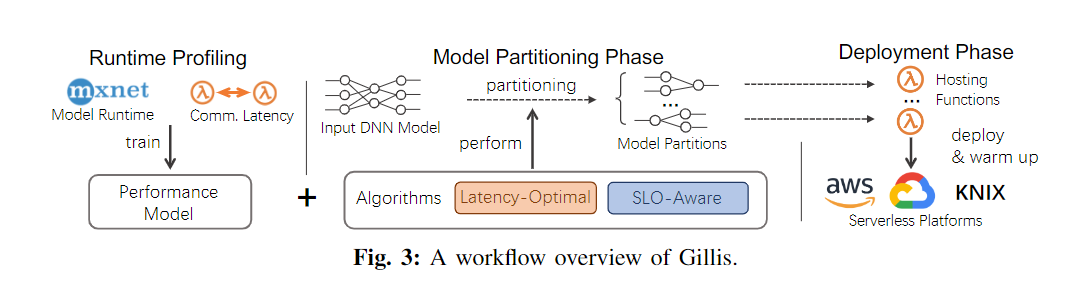 Runtime Profiling
mxnet
λ
λ
Model Runtime
Comm. Latency
train
Performance
Model
+
Model Partitioning Phase
Input DNN Model
partitioning
...
Model Partitions
perform
Algorithms
Latency-Optimal
SLO-Aware
Deployment Phase
λ
...
λ
Hosting
Functions
deploy
& warm up
aws
KNIX
Serverless Platforms
Fig. 3: A workflow overview of Gillis.